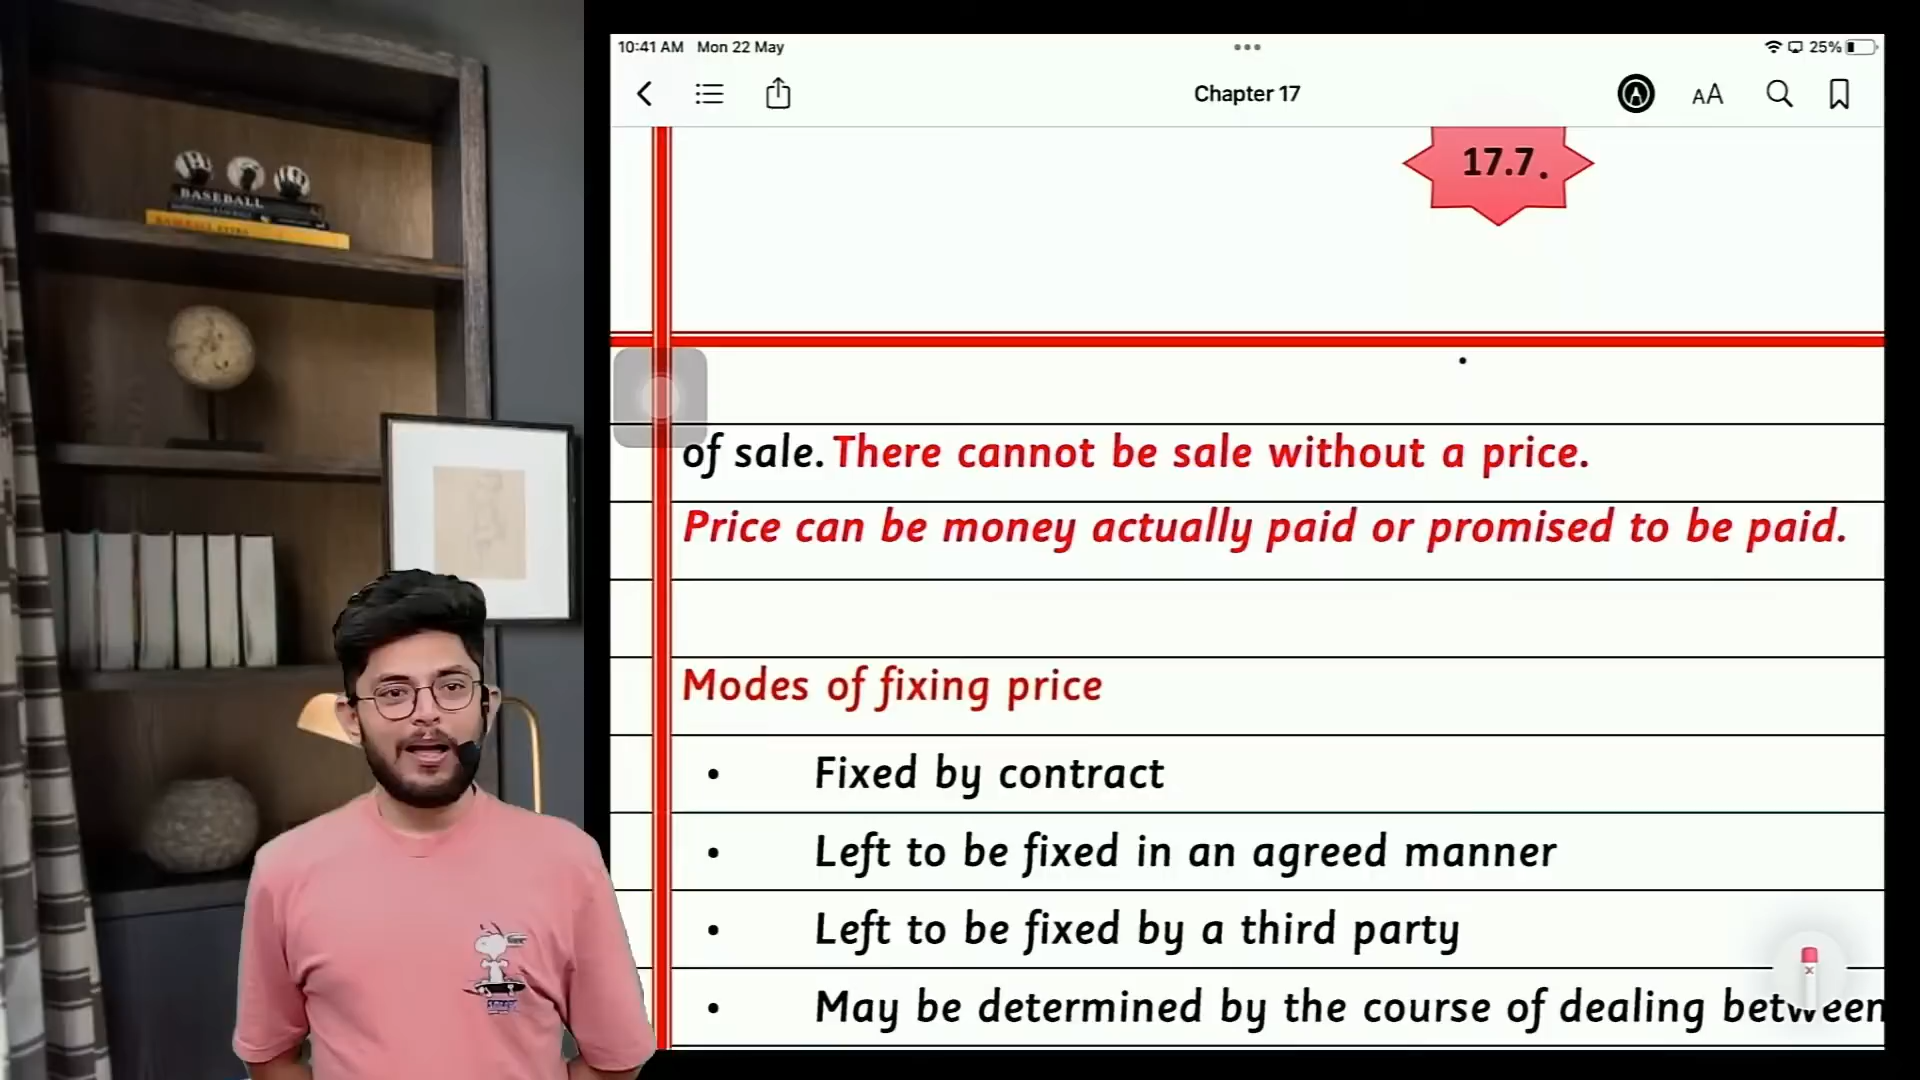 10:41 AM Mon 22 May
25%
Chapter 17
17.7.
of sale. There cannot be sale without a price.
Price can be money actually paid or promised to be paid.
Modes of fixing price
• Fixed by contract
• Left to be fixed in an agreed manner
• Left to be fixed by a third party
• May be determined by the course of dealing between
BASEBALL